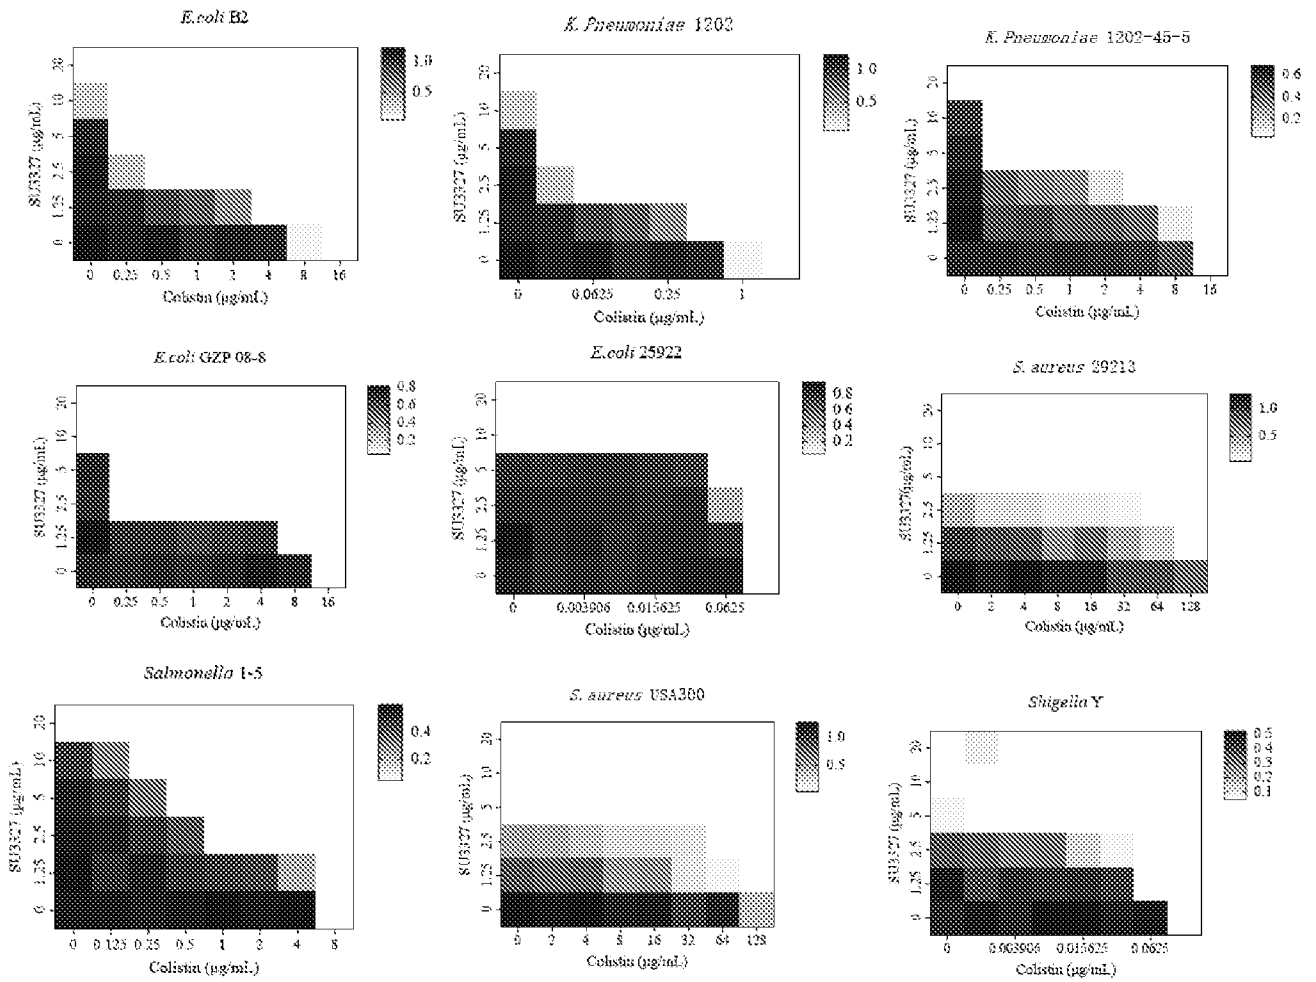 E.coli B2
SU3327 (μg/mL)
20
10
5
2.5
1.25
0
1.0
0.5
0 0.25 0.5 1 2 4 8 16
Colistin (μg/mL)
K. Pneumoniae 1202
SU3327 (μg/mL)
20
10
5
2.5
1.25
0
1.0
0.5
0 0.0625 0.25 1
Colistin (μg/mL)
K. Pneumoniae 1202-45-5
SU3327 (μg/mL)
20
10
5
2.5
1.25
0
0.6
0.4
0.2
0 0.25 0.5 1 2 4 8 16
Colistin (μg/mL)
E.coli GZP 08-8
SU3327 (μg/mL)
20
10
5
2.5
1.25
0
0.8
0.6
0.4
0.2
0 0.25 0.5 1 2 4 8 16
Colistin (μg/mL)
E.coli 25922
SU3327 (μg/mL)
20
10
5
2.5
1.25
0
0.8
0.6
0.4
0.2
0 0.003906 0.015625 0.0625
Colistin (μg/mL)
S. aureus 29213
SU3327(μg/mL)
20
10
5
2.5
1.25
0
1.0
0.5
0 2 4 8 16 32 64 128
Colistin (μg/mL)
Salmonella 1-5
SU3327 (μg/mL)
20
10
5
2.5
1.25
0
0.4
0.2
0 0.125 0.25 0.5 1 2 4 8
Colistin (μg/mL)
S. aureus USA300
SU3327 (μg/mL)
20
10
5
2.5
1.25
0
1.0
0.5
0 2 4 8 16 32 64 128
Colistin (μg/mL)
Shigella Y
SU3327 (μg/mL)
20
10
5
2.5
1.25
0
0.5
0.4
0.3
0.2
0.1
0 0.003906 0.015625 0.0625
Colistin (μg/mL)